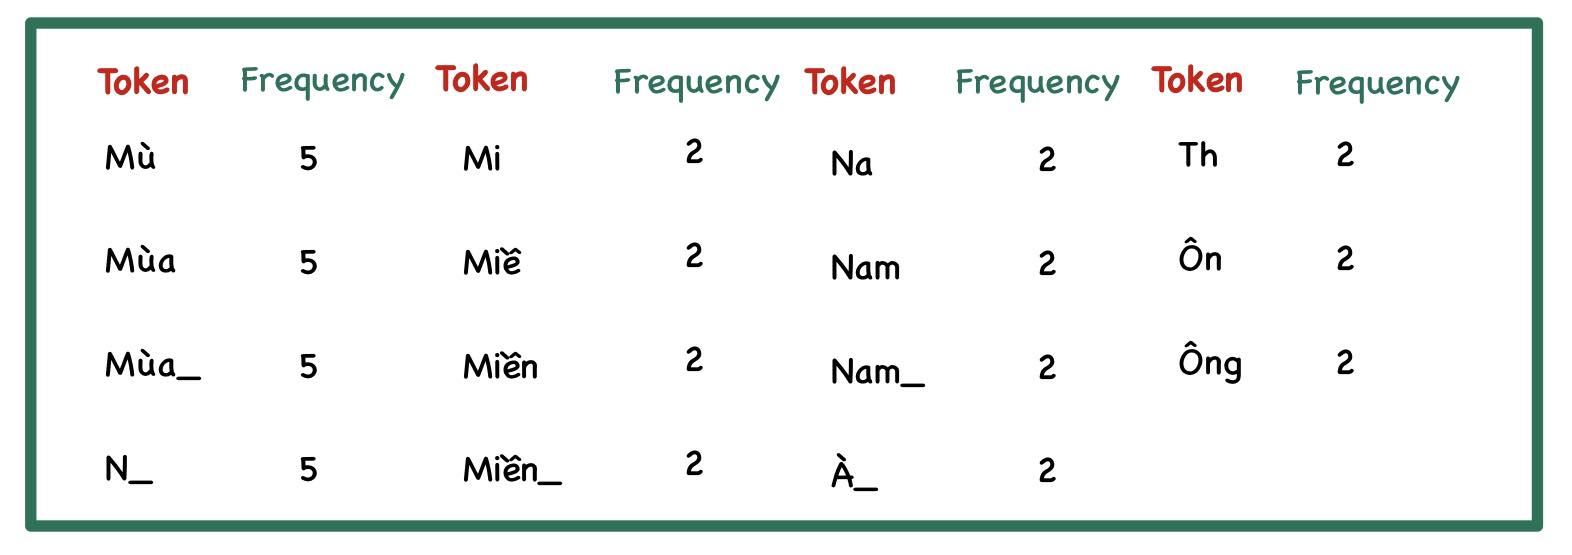 Token Frequency Token Frequency Token Frequency Token Frequency
Mù 5 Mi 2 Na 2 Th 2
Mùa 5 Miề 2 Nam 2 Ôn 2
Mùa_ 5 Miền 2 Nam_ 2 Ông 2
N_ 5 Miền_ 2 À_ 2